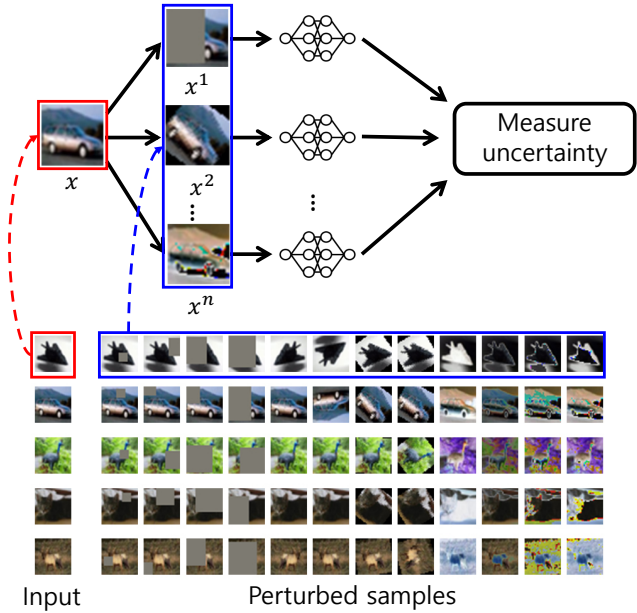 x¹
x
Measure
uncertainty
x²
⋮
⋮
xⁿ
Input
Perturbed samples